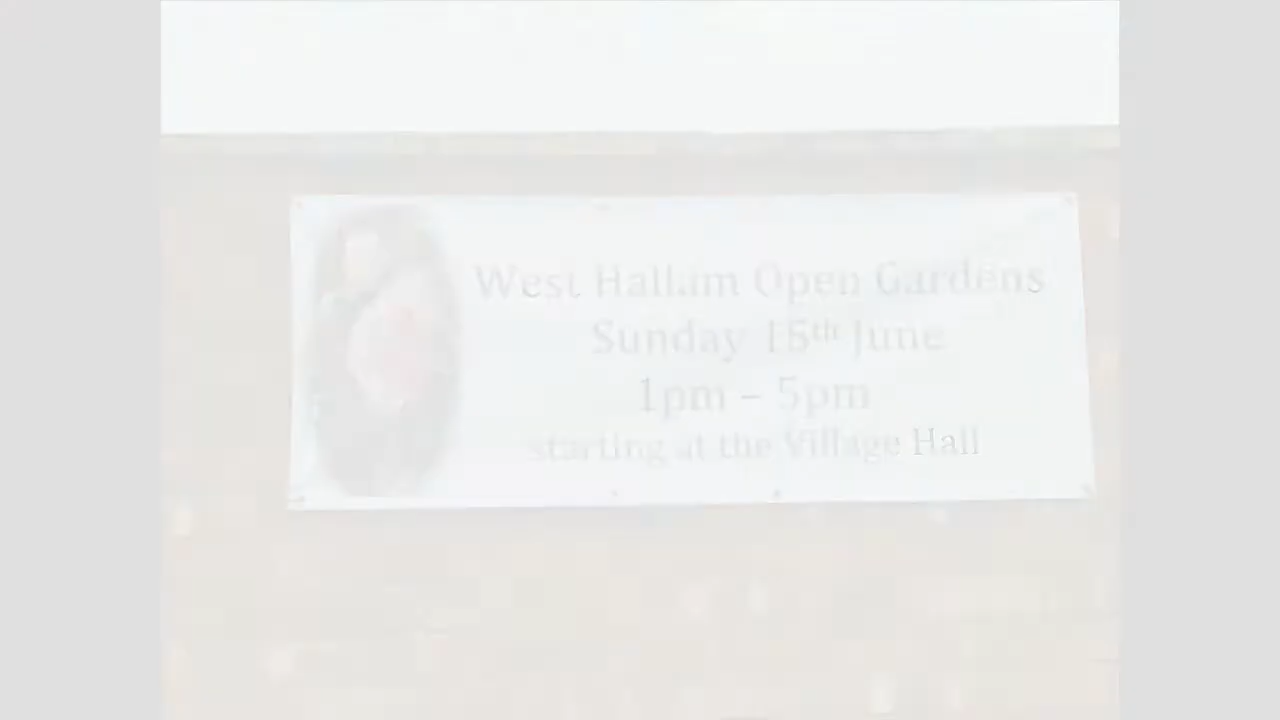 West Hallam Open Gardens
Sunday 15th June
1pm – 5pm
starting at the Village Hall